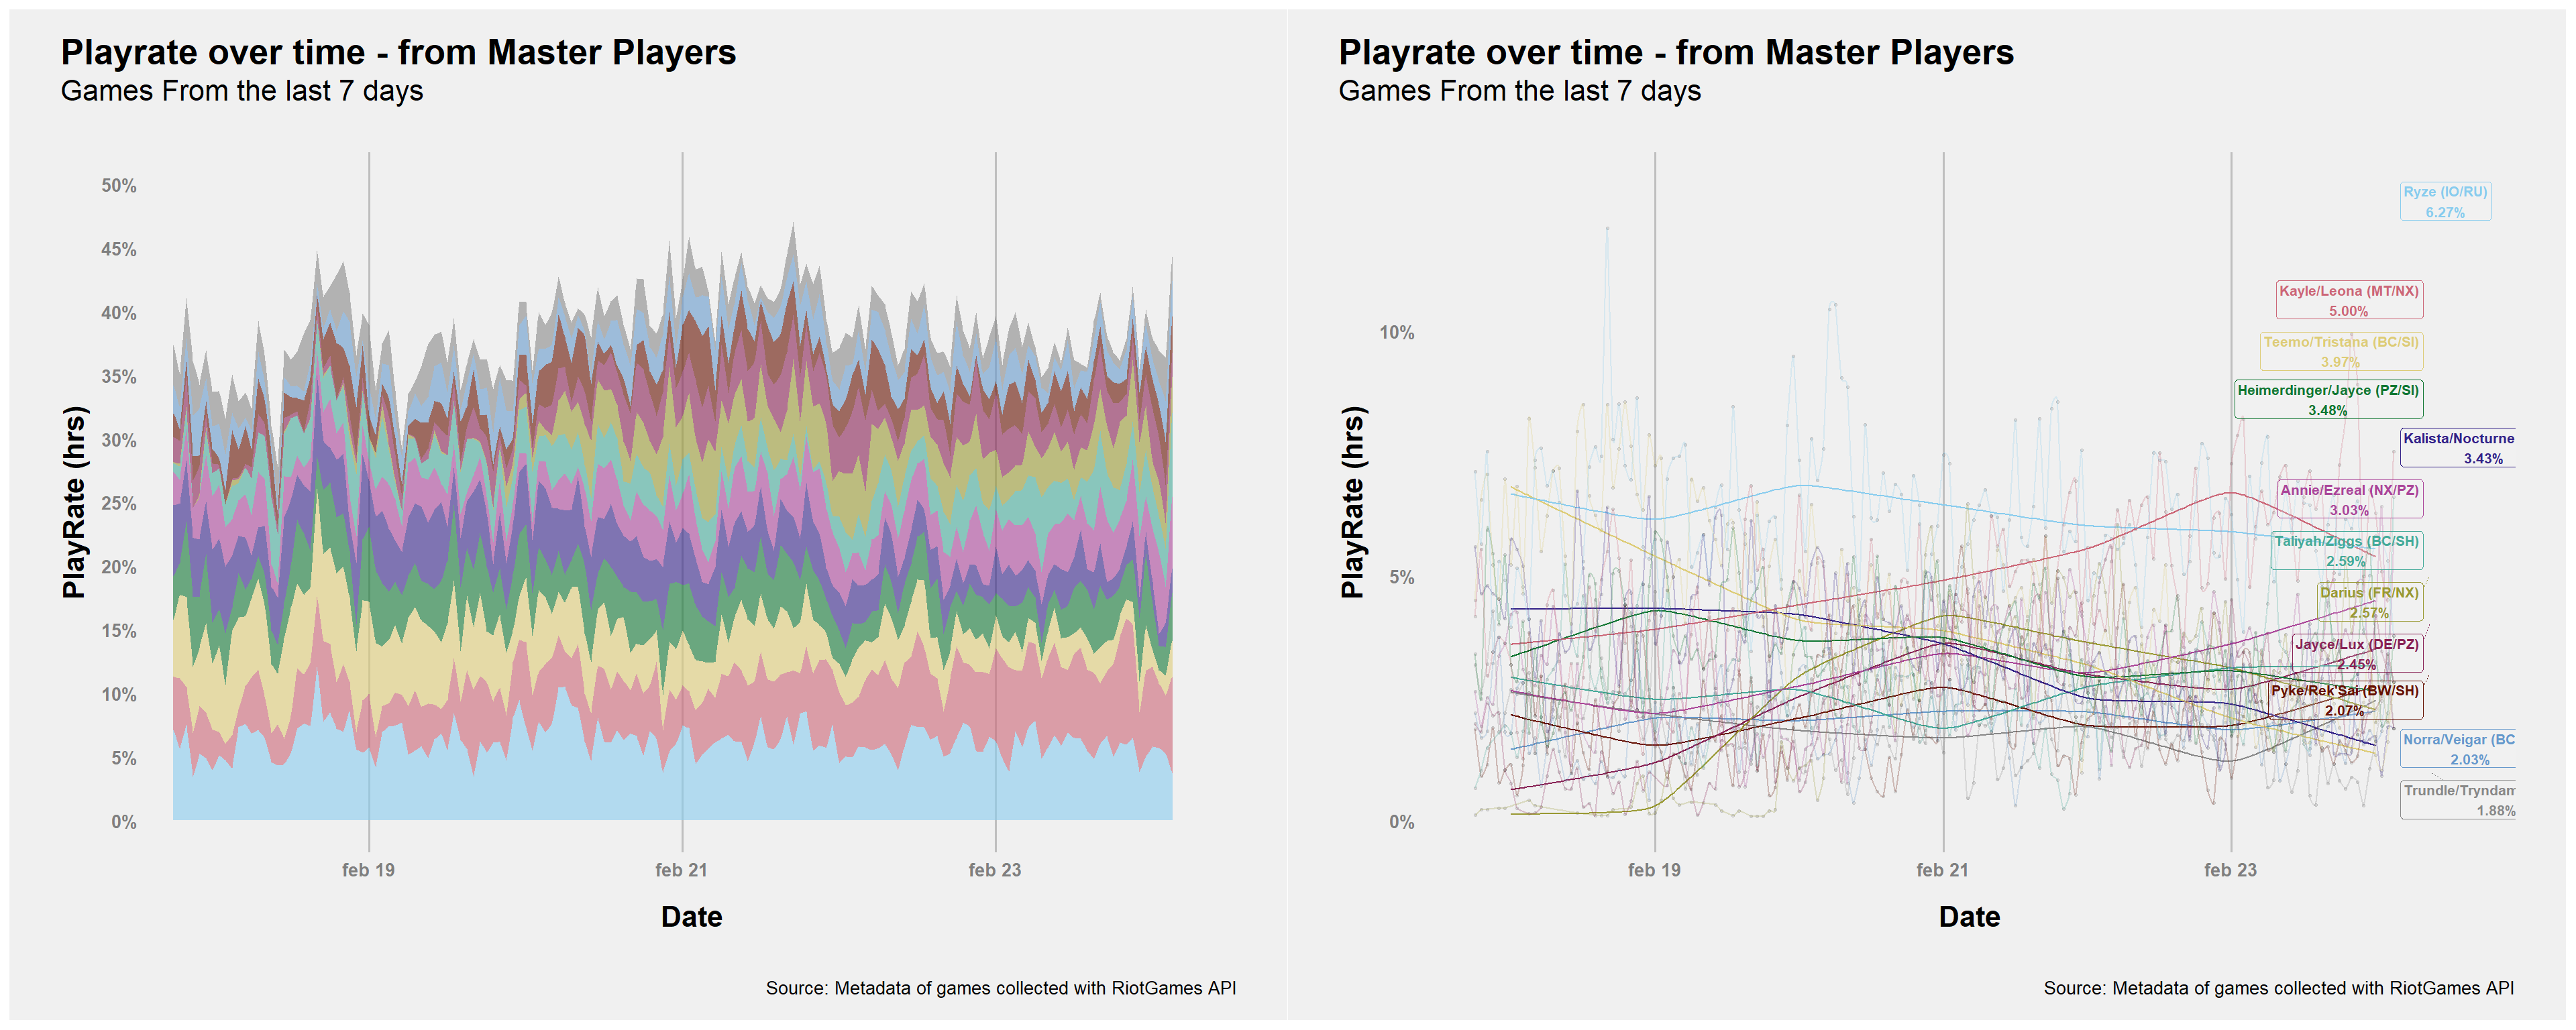 Playrate over time - from Master Players
Games From the last 7 days
50%
45%
40%
35%
30%
25%
20%
15%
10%
5%
0%
PlayRate (hrs)
feb 19
feb 21
feb 23
Date
Source: Metadata of games collected with RiotGames API
Playrate over time - from Master Players
Games From the last 7 days
10%
5%
0%
PlayRate (hrs)
Ryze (IO/RU)
6.27%
Kayle/Leona (MT/NX)
5.00%
Teemo/Tristana (BC/SI)
3.97%
Heimerdinger/Jayce (PZ/SI)
3.48%
Kalista/Nocturne
3.43%
Annie/Ezreal (NX/PZ)
3.03%
Taliyah/Ziggs (BC/SH)
2.59%
Darius (FR/NX)
2.57%
Jayce/Lux (DE/PZ)
2.45%
Pyke/Rek'Sai (BW/SH)
2.07%
Norra/Veigar (BC
2.03%
Trundle/Tryndam
1.88%
feb 19
feb 21
feb 23
Date
Source: Metadata of games collected with RiotGames API